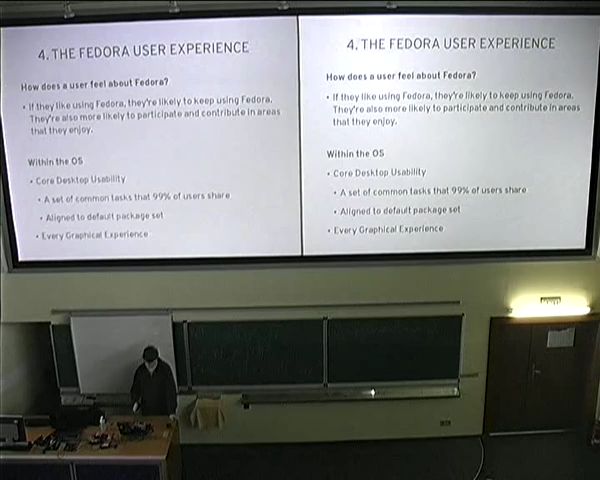 4. THE FEDORA USER EXPERIENCE
How does a user feel about Fedora?
• If they like using Fedora, they're likely to keep using Fedora.
They're also more likely to participate and contribute in areas
that they enjoy.
Within the OS
• Core Desktop Usability
• A set of common tasks that 99% of users share
• Aligned to default package set
• Every Graphical Experience
4. THE FEDORA USER EXPERIENCE
How does a user feel about Fedora?
• If they like using Fedora, they're likely to keep using Fedora.
They're also more likely to participate and contribute in areas
that they enjoy.
Within the OS
• Core Desktop Usability
• A set of common tasks that 99% of users share
• Aligned to default package set
• Every Graphical Experience